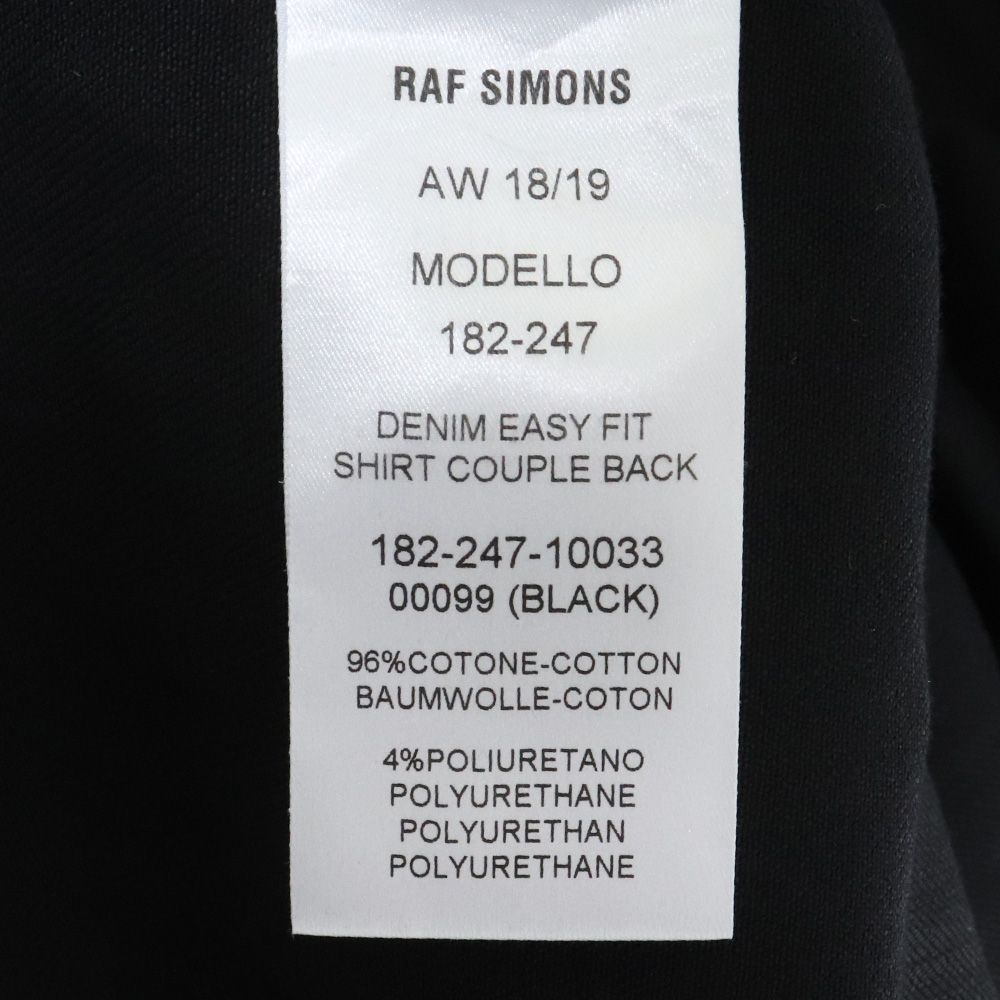 RAF SIMONS
AW 18/19
MODELLO
182-247
DENIM EASY FIT
SHIRT COUPLE BACK
182-247-10033
00099 (BLACK)
96%COTONE-COTTON
BAUMWOLLE-COTON
4%POLIURETANO
POLYURETHANE
POLYURETHAN
POLYURETHANE